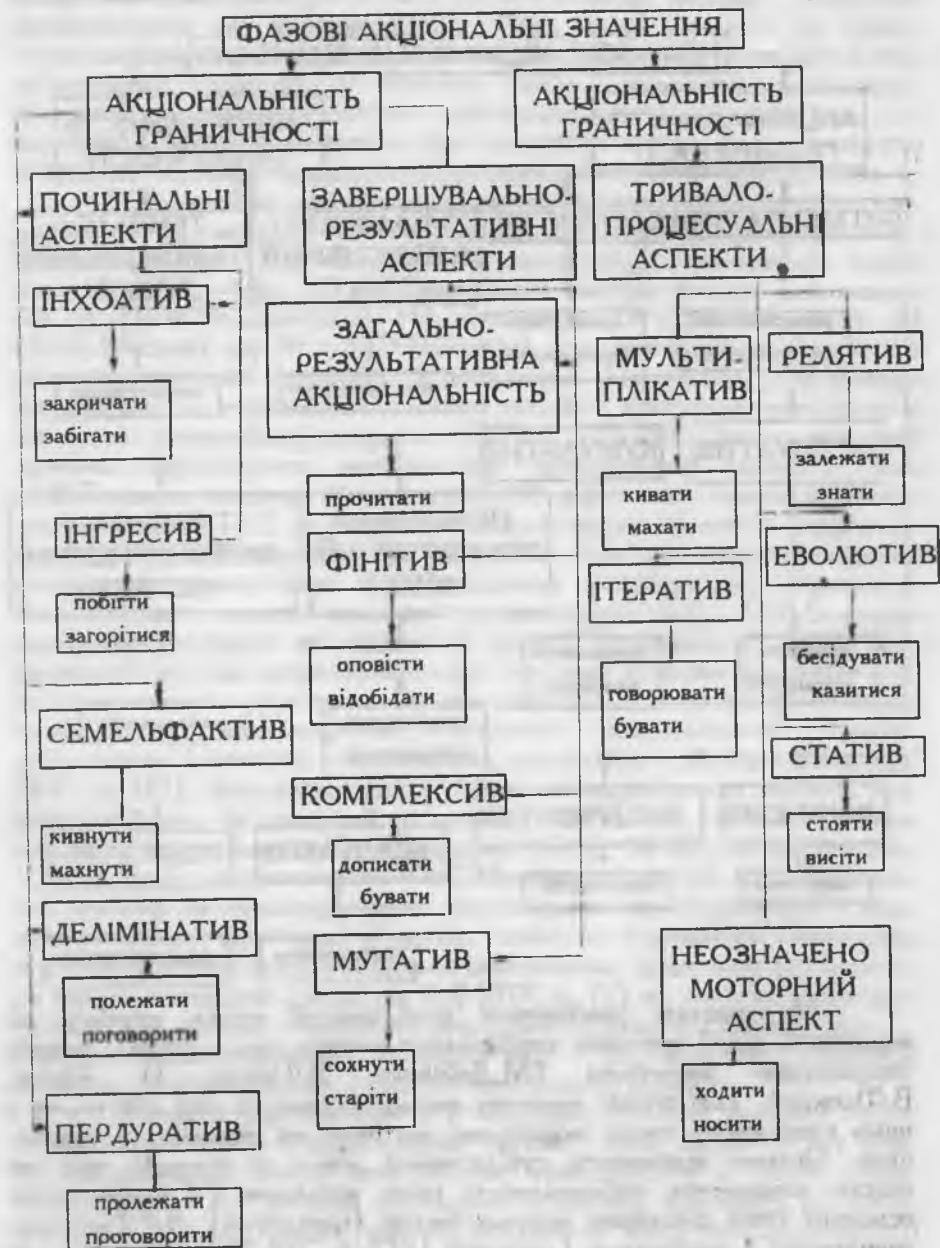 ФАЗОВІ АКЦІОНАЛЬНІ ЗНАЧЕННЯ
АКЦІОНАЛЬНІСТЬ
ГРАНИЧНОСТІ
АКЦІОНАЛЬНІСТЬ
ГРАНИЧНОСТІ
ПОЧИНАЛЬНІ
АСПЕКТИ
ЗАВЕРШУВАЛЬНО-
РЕЗУЛЬТАТИВНІ
АСПЕКТИ
ТРИВАЛО-
ПРОЦЕСУАЛЬНІ
АСПЕКТИ
ІНХОАТИВ
закричати
забігати
ІНГРЕСИВ
побігти
загорітися
СЕМЕЛЬФАКТИВ
кивнути
махнути
ДЕЛІМІНАТИВ
полежати
поговорити
ПЕРДУРАТИВ
пролежати
проговорити
ЗАГАЛЬНО-
РЕЗУЛЬТАТИВНА
АКЦІОНАЛЬНІСТЬ
прочитати
ФІНІТИВ
оповісти
відобідати
КОМПЛЕКСИВ
дописати
бувати
МУТАТИВ
сохнути
старіти
МУЛЬТИ-
ПЛІКАТИВ
кивати
махати
ІТЕРАТИВ
говорювати
бувати
РЕЛЯТИВ
залежати
знати
ЕВОЛЮТИВ
бесідувати
казитися
СТАТИВ
стояти
висіти
НЕОЗНАЧЕНО
МОТОРНИЙ
АСПЕКТ
ходити
носити